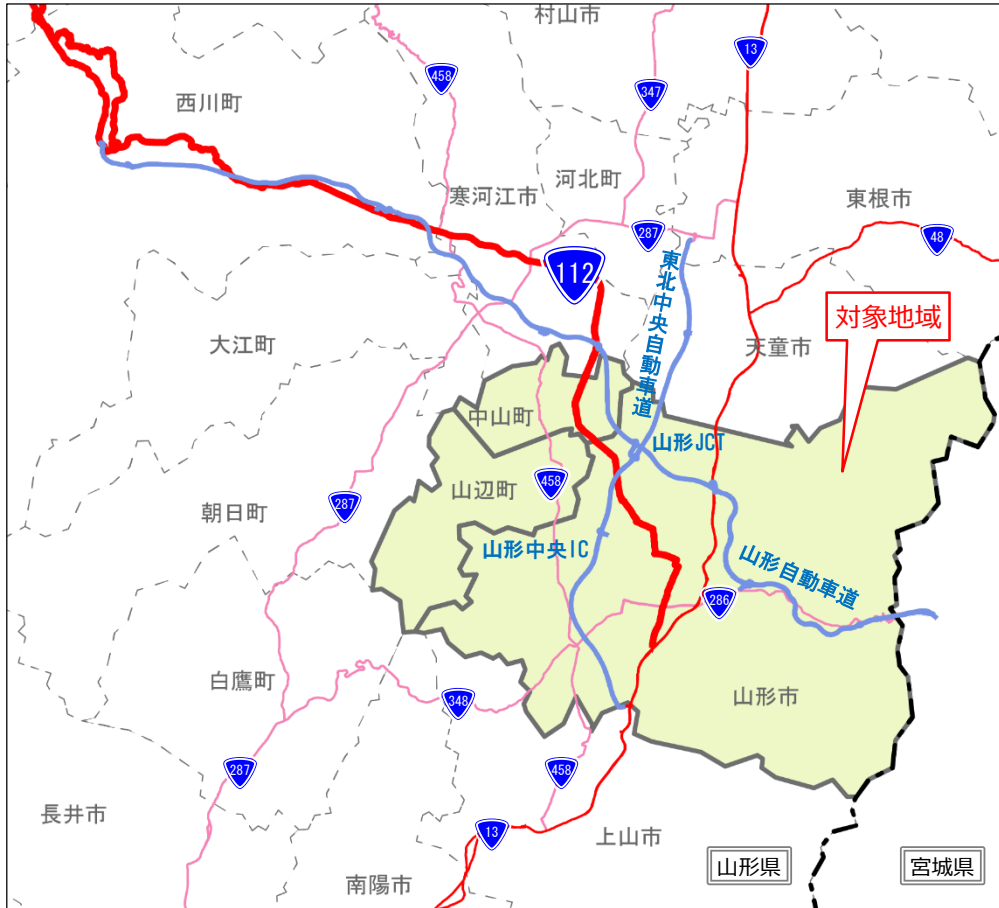 村山市
13
458
347
西川町
河北町
寒河江市
東根市
287
48
112
東北中央自動車道
対象地域
大江町
天童市
中山町
山形JCT
山辺町
458
287
朝日町
山形中央IC
山形自動車道
286
白鷹町
348
山形市
287
458
長井市
13
上山市
山形県
宮城県
南陽市